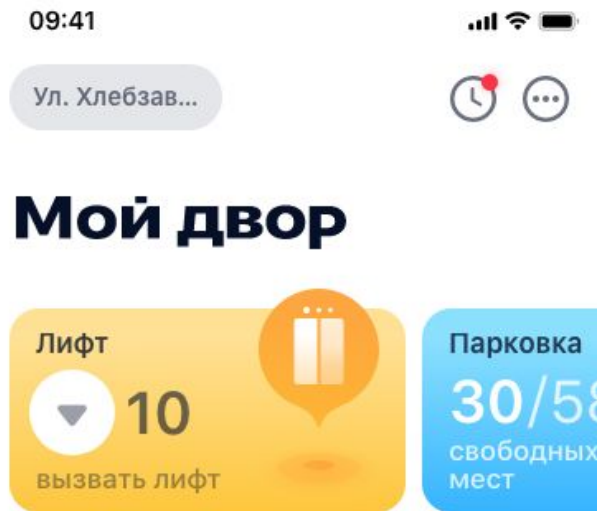 09:41
Ул. Хлебзав...
Мой двор
Лифт
10
вызвать лифт
Парковка
30/58
свободных
мест